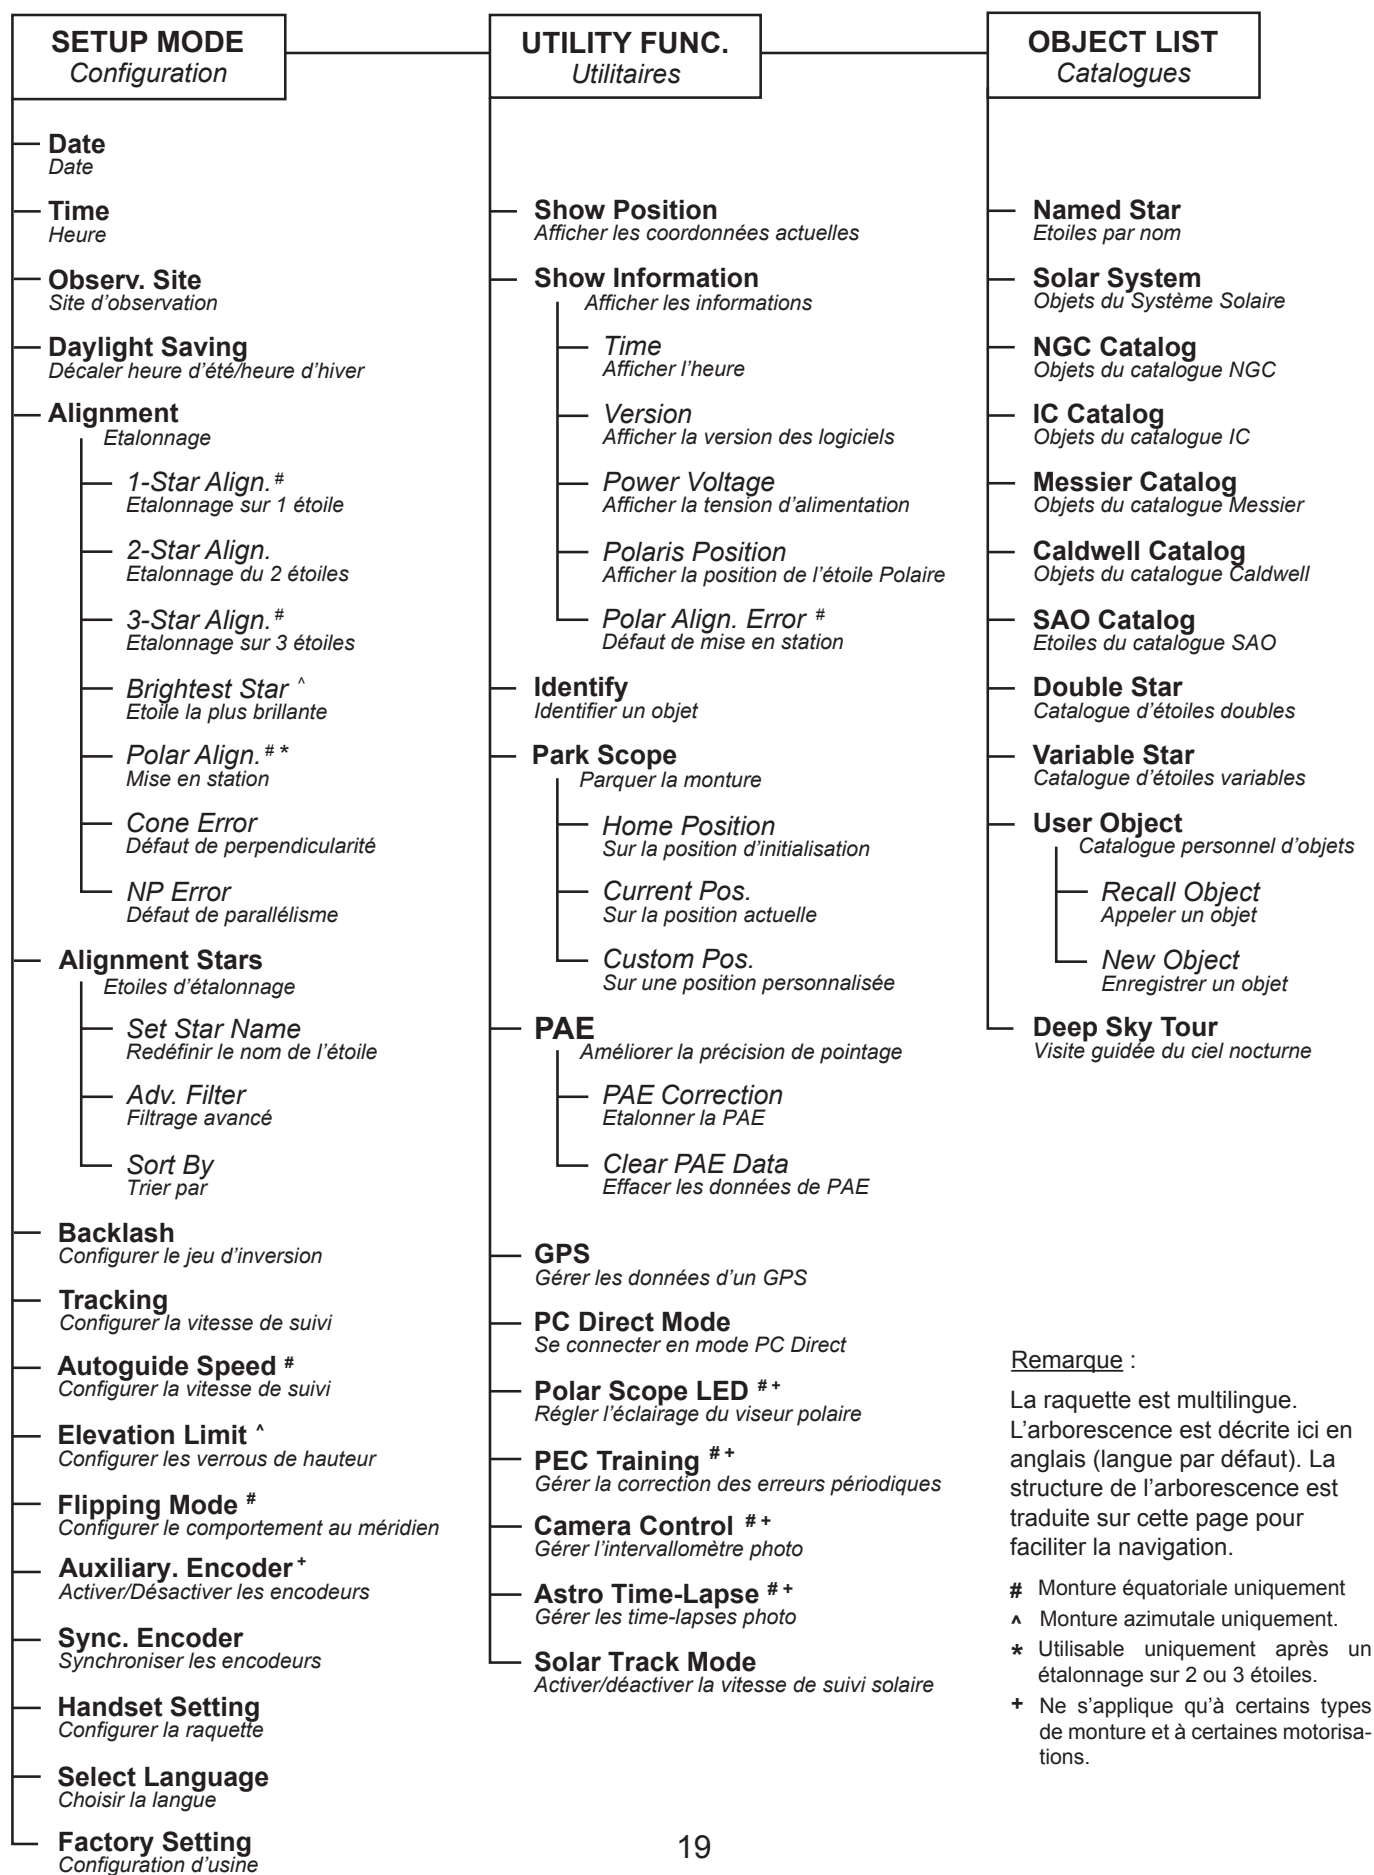 SETUP MODE
Configuration
Date
Date
Time
Heure
Observ. Site
Site d'observation
Daylight Saving
Décaler heure d'été/heure d'hiver
Alignment
Etalonnage
1-Star Align.#
Etalonnage sur 1 étoile
2-Star Align.
Etalonnage du 2 étoiles
3-Star Align.#
Etalonnage sur 3 étoiles
Brightest Star ^
Etoile la plus brillante
Polar Align.# *
Mise en station
Cone Error
Défaut de perpendicularité
NP Error
Défaut de parallélisme
Alignment Stars
Etoiles d'étalonnage
Set Star Name
Redéfinir le nom de l'étoile
Adv. Filter
Filtrage avancé
Sort By
Trier par
Backlash
Configurer le jeu d'inversion
Tracking
Configurer la vitesse de suivi
Autoguide Speed #
Configurer la vitesse de suivi
Elevation Limit ^
Configurer les verrous de hauteur
Flipping Mode #
Configurer le comportement au méridien
Auxiliary. Encoder +
Activer/Désactiver les encodeurs
Sync. Encoder
Synchroniser les encodeurs
Handset Setting
Configurer la raquette
Select Language
Choisir la langue
Factory Setting
Configuration d'usine
UTILITY FUNC.
Utilitaires
Show Position
Afficher les coordonnées actuelles
Show Information
Afficher les informations
Time
Afficher l'heure
Version
Afficher la version des logiciels
Power Voltage
Afficher la tension d'alimentation
Polaris Position
Afficher la position de l'étoile Polaire
Polar Align. Error #
Défaut de mise en station
Identify
Identifier un objet
Park Scope
Parquer la monture
Home Position
Sur la position d'initialisation
Current Pos.
Sur la position actuelle
Custom Pos.
Sur une position personnalisée
PAE
Améliorer la précision de pointage
PAE Correction
Etalonner la PAE
Clear PAE Data
Effacer les données de PAE
GPS
Gérer les données d'un GPS
PC Direct Mode
Se connecter en mode PC Direct
Polar Scope LED # +
Régler l'éclairage du viseur polaire
PEC Training # +
Gérer la correction des erreurs périodiques
Camera Control # +
Gérer l'intervallomètre photo
Astro Time-Lapse # +
Gérer les time-lapses photo
Solar Track Mode
Activer/déactiver la vitesse de suivi solaire
OBJECT LIST
Catalogues
Named Star
Etoiles par nom
Solar System
Objets du Système Solaire
NGC Catalog
Objets du catalogue NGC
IC Catalog
Objets du catalogue IC
Messier Catalog
Objets du catalogue Messier
Caldwell Catalog
Objets du catalogue Caldwell
SAO Catalog
Etoiles du catalogue SAO
Double Star
Catalogue d'étoiles doubles
Variable Star
Catalogue d'étoiles variables
User Object
Catalogue personnel d'objets
Recall Object
Appeler un objet
New Object
Enregistrer un objet
Deep Sky Tour
Visite guidée du ciel nocturne
Remarque :
La raquette est multilingue.
L'arborescence est décrite ici en
anglais (langue par défaut). La
structure de l'arborescence est
traduite sur cette page pour
faciliter la navigation.
# Monture équatoriale uniquement
^ Monture azimutale uniquement.
* Utilisable uniquement après un
étalonnage sur 2 ou 3 étoiles.
+ Ne s'applique qu'à certains types
de monture et à certaines motorisa-
tions.
19